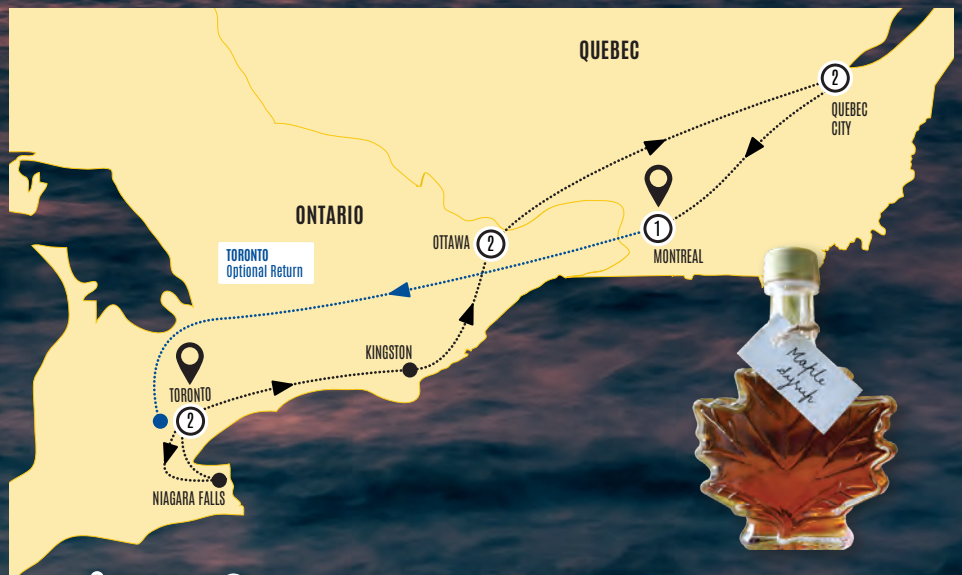 QUEBEC
2
QUEBEC
CITY
ONTARIO
OTTAWA
2
1
MONTREAL
TORONTO
Optional Return
KINGSTON
TORONTO
2
NIAGARA FALLS
Maple
syrup